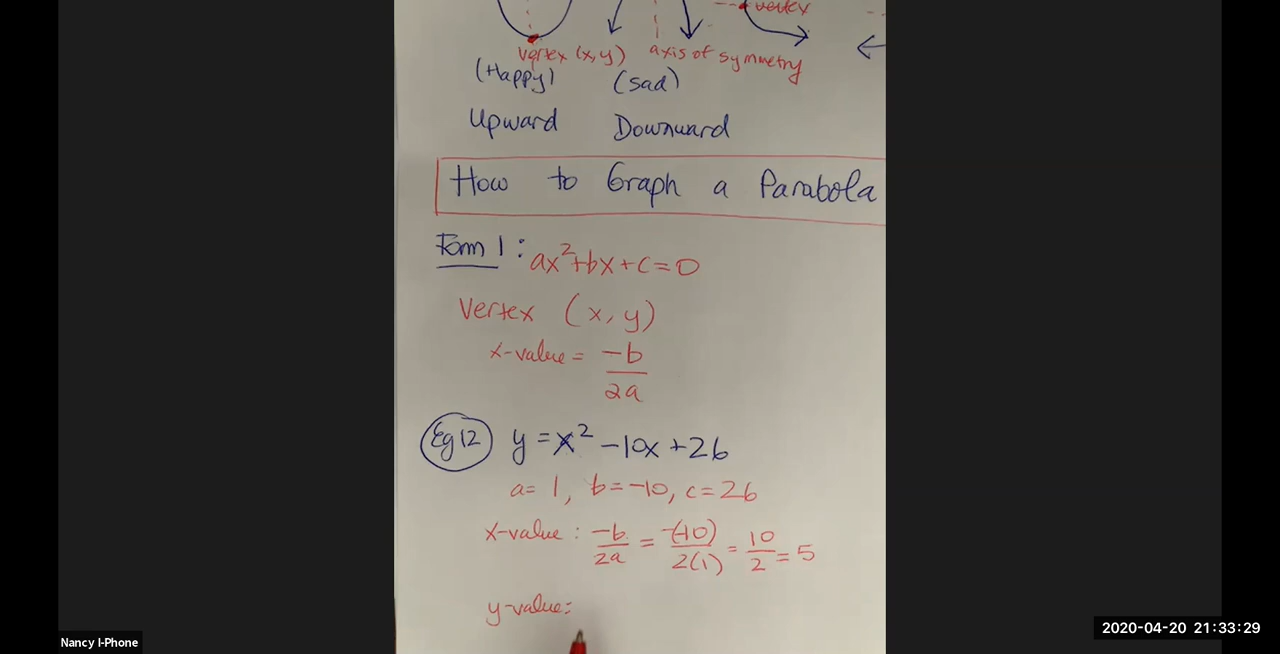 vertex
vertex (x,y) axis of symmetry
(Happy) (sad)
Upward Downward
How to Graph a Parabola
Form 1: ax²+bx+c=0
Vertex (x, y)
x-value = -b/2a
Eg 12 y = x² -10x +26
a= 1, b=-10, c=26
x-value : -b/2a = -(-10)/2(1) = 10/2 = 5
y-value:
Nancy I-Phone
2020-04-20 21:33:29